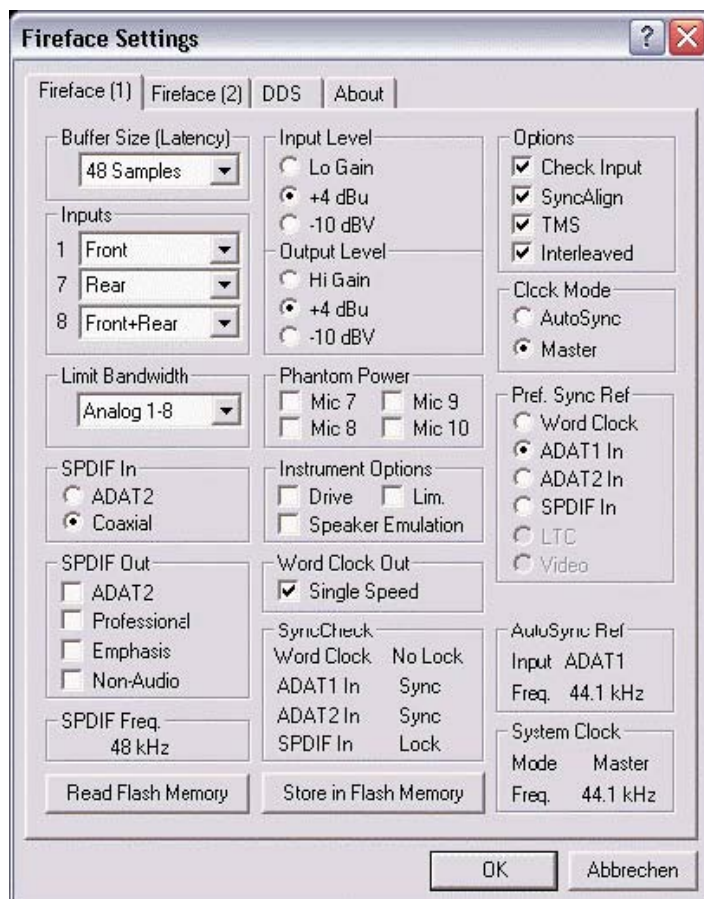 Fireface Settings
Fireface (1) Fireface (2) DDS About
Buffer Size (Latency)
48 Samples
Inputs
1 Front
7 Rear
8 Front+Rear
Limit Bandwidth
Analog 1-8
SPDIF In
ADAT2
Coaxial
SPDIF Out
ADAT2
Professional
Emphasis
Non-Audio
SPDIF Freq.
48 kHz
Read Flash Memory
Input Level
Lo Gain
+4 dBu
-10 dBV
Output Level
Hi Gain
+4 dBu
-10 dBV
Phantom Power
Mic 7 Mic 9
Mic 8 Mic 10
Instrument Options
Drive Lim.
Speaker Emulation
Word Clock Out
Single Speed
SyncCheck
Word Clock No Lock
ADAT1 In Sync
ADAT2 In Sync
SPDIF In Lock
Store in Flash Memory
Options
Check Input
SyncAlign
TMS
Interleaved
Clock Mode
AutoSync
Master
Pref. Sync Ref
Word Clock
ADAT1 In
ADAT2 In
SPDIF In
LTC
Video
AutoSync Ref
Input ADAT1
Freq. 44.1 kHz
System Clock
Mode Master
Freq. 44.1 kHz
OK Abbrechen